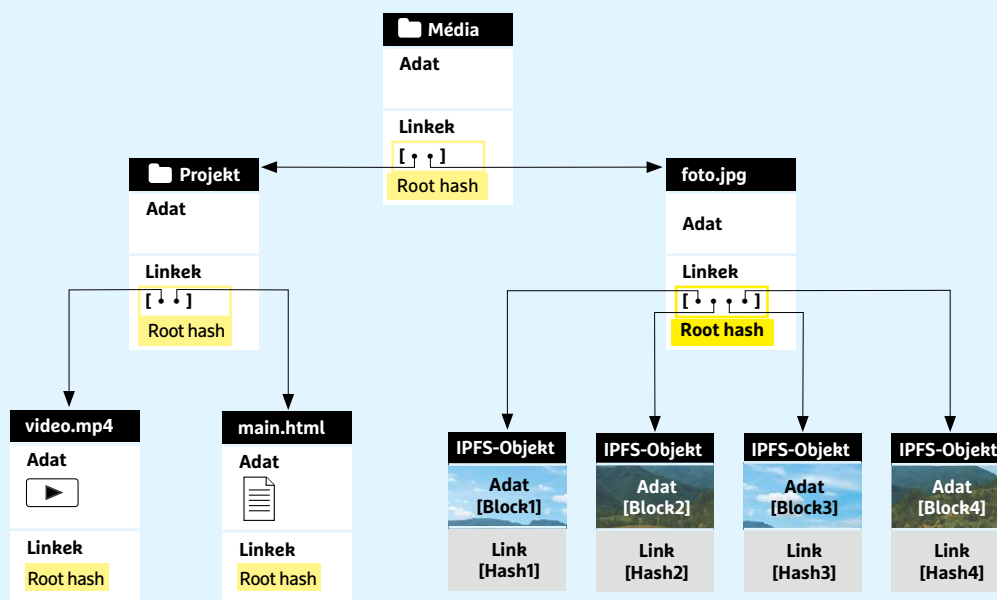 Média
Adat
Linkek
[ • • ]
Root hash
Projekt
Adat
Linkek
[ • • ]
Root hash
foto.jpg
Adat
Linkek
[ • • • • ]
Root hash
video.mp4
Adat
Linkek
Root hash
main.html
Adat
Linkek
Root hash
IPFS-Objekt
Adat
[Block1]
Link
[Hash1]
IPFS-Objekt
Adat
[Block2]
Link
[Hash2]
IPFS-Objekt
Adat
[Block3]
Link
[Hash3]
IPFS-Objekt
Adat
[Block4]
Link
[Hash4]